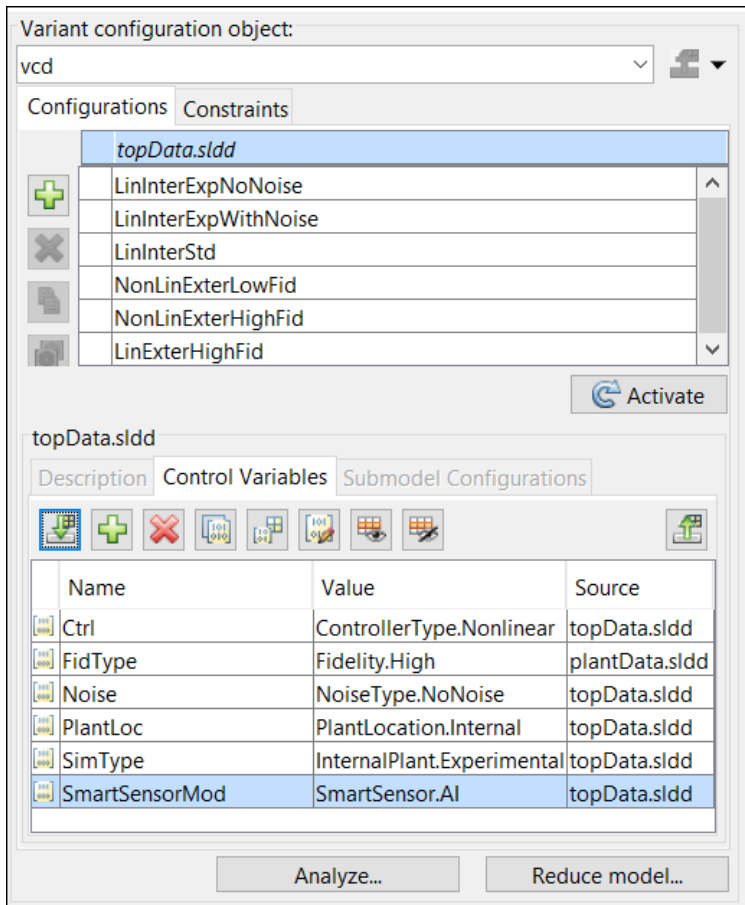 Variant configuration object:
vcd
Configurations Constraints
topData.sldd
LinInterExpNoNoise
LinInterExpWithNoise
LinInterStd
NonLinExterLowFid
NonLinExterHighFid
LinExterHighFid
Activate
topData.sldd
Description Control Variables Submodel Configurations
Name Value Source
Ctrl ControllerType.Nonlinear topData.sldd
FidType Fidelity.High plantData.sldd
Noise NoiseType.NoNoise topData.sldd
PlantLoc PlantLocation.Internal topData.sldd
SimType InternalPlant.Experimental topData.sldd
SmartSensorMod SmartSensor.AI topData.sldd
Analyze... Reduce model...